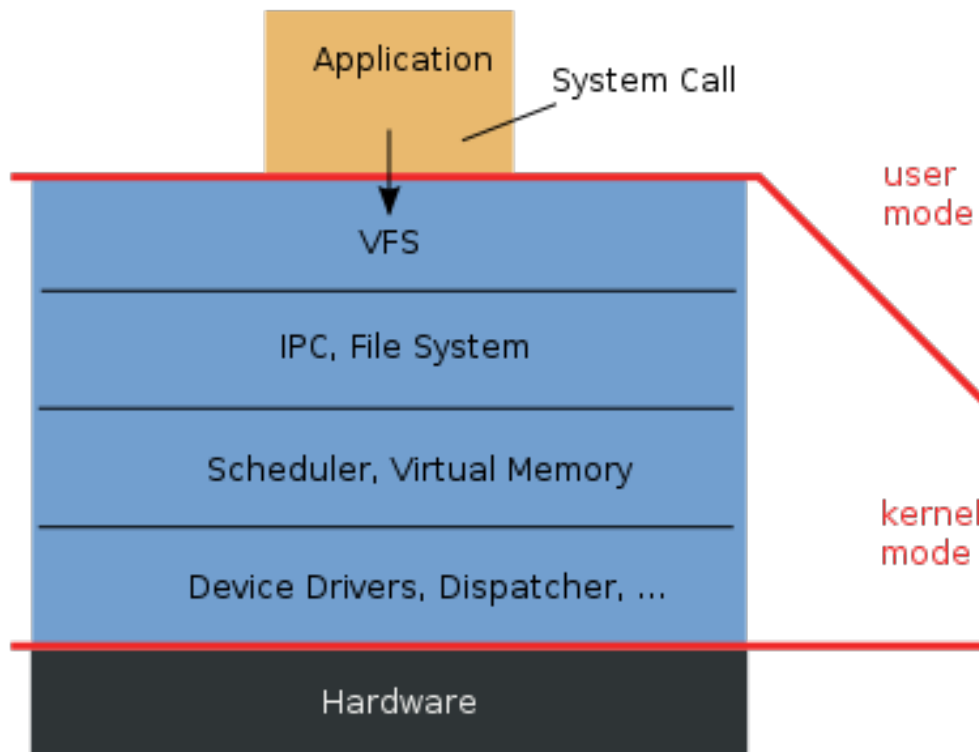 Application
System Call
user
mode
VFS
IPC, File System
Scheduler, Virtual Memory
kernel
mode
Device Drivers, Dispatcher, ...
Hardware